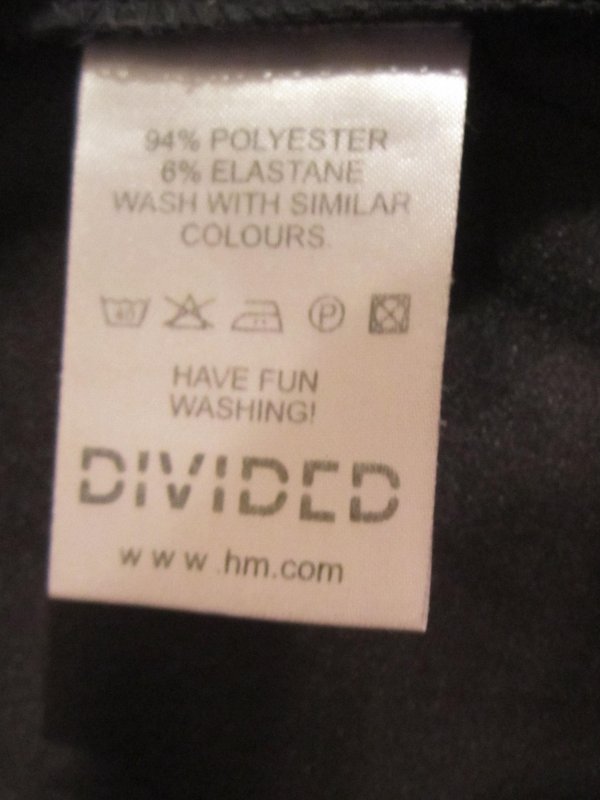 94% POLYESTER
6% ELASTANE
WASH WITH SIMILAR
COLOURS.
40 P
HAVE FUN
WASHING!
DIVIDED
www.hm.com